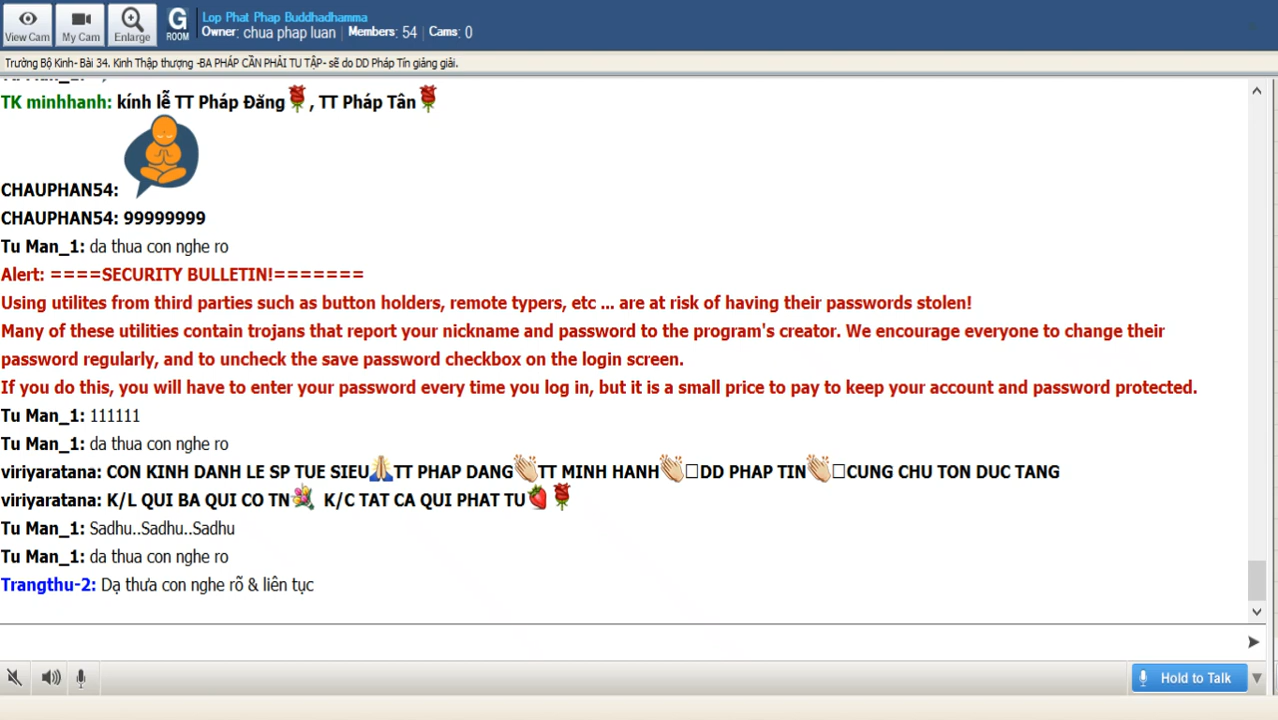 View Cam
My Cam
Enlarge
G
ROOM
Lop Phat Phap Buddhadhamma
Owner: chua phap luan | Members: 54 | Cams: 0
Trường Bộ Kinh- Bài 34. Kinh Thập thượng -BA PHÁP CẦN PHẢI TU TẬP- sẽ do DD Pháp Tín giảng giải.
TK minhhanh: kính lễ TT Pháp Đăng, TT Pháp Tân
CHAUPHAN54:
CHAUPHAN54: 99999999
Tu Man_1: da thua con nghe ro
Alert: ====SECURITY BULLETIN!=======
Using utilites from third parties such as button holders, remote typers, etc ... are at risk of having their passwords stolen!
Many of these utilities contain trojans that report your nickname and password to the program's creator. We encourage everyone to change their
password regularly, and to uncheck the save password checkbox on the login screen.
If you do this, you will have to enter your password every time you log in, but it is a small price to pay to keep your account and password protected.
Tu Man_1: 111111
Tu Man_1: da thua con nghe ro
viriyaratana: CON KINH DANH LE SP TUE SIEU🙏TT PHAP DANG👏TT MINH HANH👏□DD PHAP TIN👏□CUNG CHU TON DUC TANG
viriyaratana: K/L QUI BA QUI CO TN💐 K/C TAT CA QUI PHAT TU🍓🌹
Tu Man_1: Sadhu..Sadhu..Sadhu
Tu Man_1: da thua con nghe ro
Trangthu-2: Dạ thưa con nghe rõ & liên tục
Hold to Talk